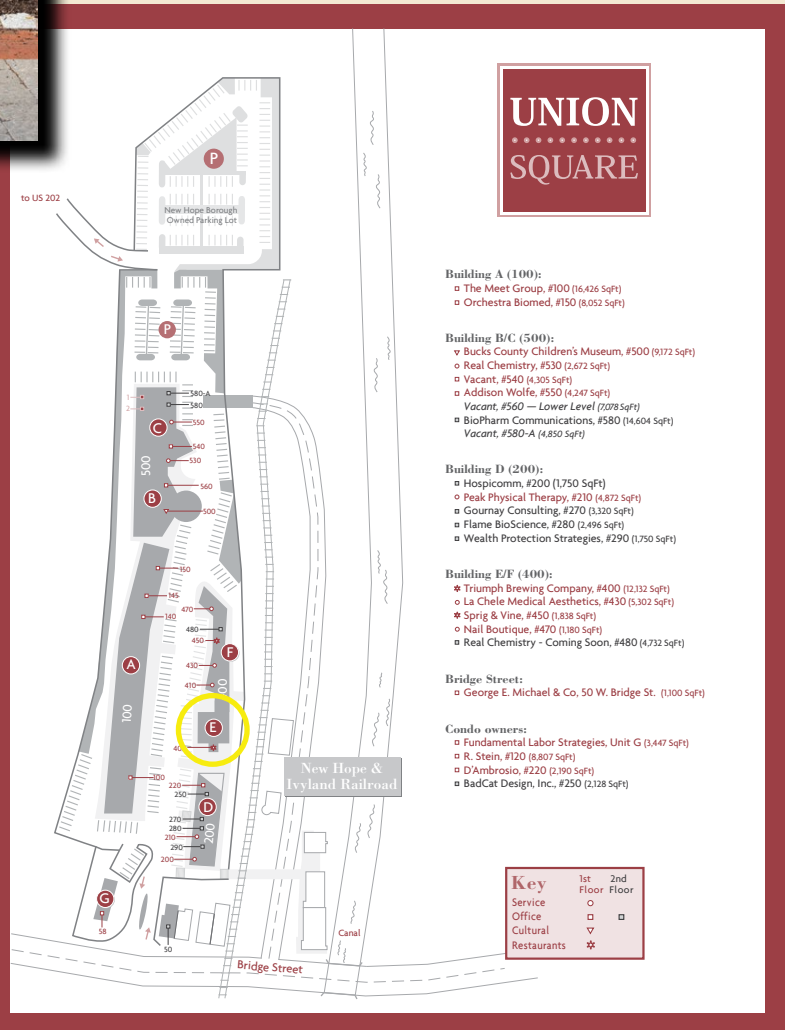 UNION
SQUARE
to US 202
P
New Hope Borough
Owned Parking Lot
P
1
2
580-A
580
550
C
540
530
500
560
B
500
150
145
140
470
480
450
F
430
410
A
100
E
100
New Hope &
Ivyland Railroad
220
250
D
270
280
210
290
200
200
G
58
50
Canal
Bridge Street
Building A (100):
The Meet Group, #100 (16,426 SqFt)
Orchestra Biomed, #150 (8,052 SqFt)
Building B/C (500):
Bucks County Children's Museum, #500 (9,172 SqFt)
Real Chemistry, #530 (2,672 SqFt)
Vacant, #540 (4,305 SqFt)
Addison Wolfe, #550 (4,247 SqFt)
Vacant, #560 — Lower Level (7,078 SqFt)
BioPharm Communications, #580 (14,604 SqFt)
Vacant, #580-A (4,850 SqFt)
Building D (200):
Hospicomm, #200 (1,750 SqFt)
Peak Physical Therapy, #210 (4,872 SqFt)
Gournay Consulting, #270 (3,320 SqFt)
Flame BioScience, #280 (2,496 SqFt)
Wealth Protection Strategies, #290 (1,750 SqFt)
Building E/F (400):
Triumph Brewing Company, #400 (12,132 SqFt)
La Chele Medical Aesthetics, #430 (5,302 SqFt)
Sprig & Vine, #450 (1,838 SqFt)
Nail Boutique, #470 (1,180 SqFt)
Real Chemistry - Coming Soon, #480 (4,732 SqFt)
Bridge Street:
George E. Michael & Co, 50 W. Bridge St. (1,100 SqFt)
Condo owners:
Fundamental Labor Strategies, Unit G (3,447 SqFt)
R. Stein, #120 (8,807 SqFt)
D'Ambrosio, #220 (2,190 SqFt)
BadCat Design, Inc., #250 (2,128 SqFt)
Key
1st Floor
2nd Floor
Service
Office
Cultural
Restaurants